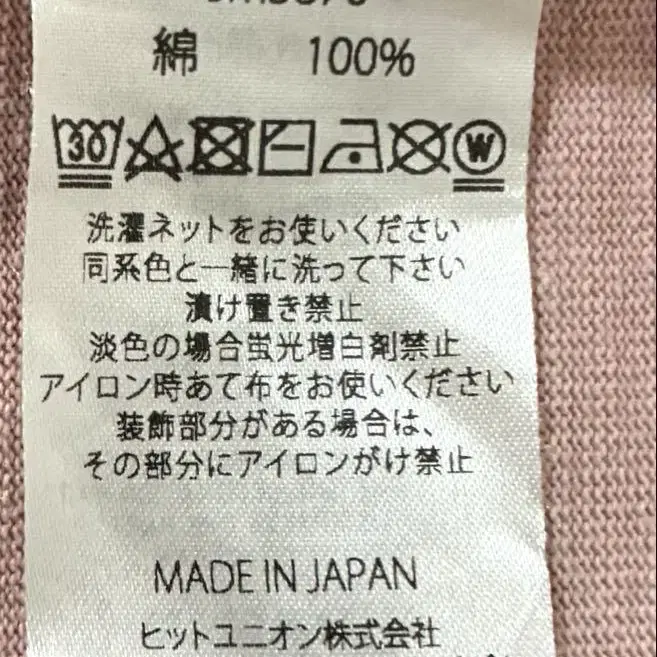 綿 100%
30 W
洗濯ネットをお使いください
同系色と一緒に洗って下さい
漬け置き禁止
淡色の場合蛍光増白剤禁止
アイロン時あて布をお使いください
装飾部分がある場合は、
その部分にアイロンがけ禁止
MADE IN JAPAN
ヒットユニオン株式会社